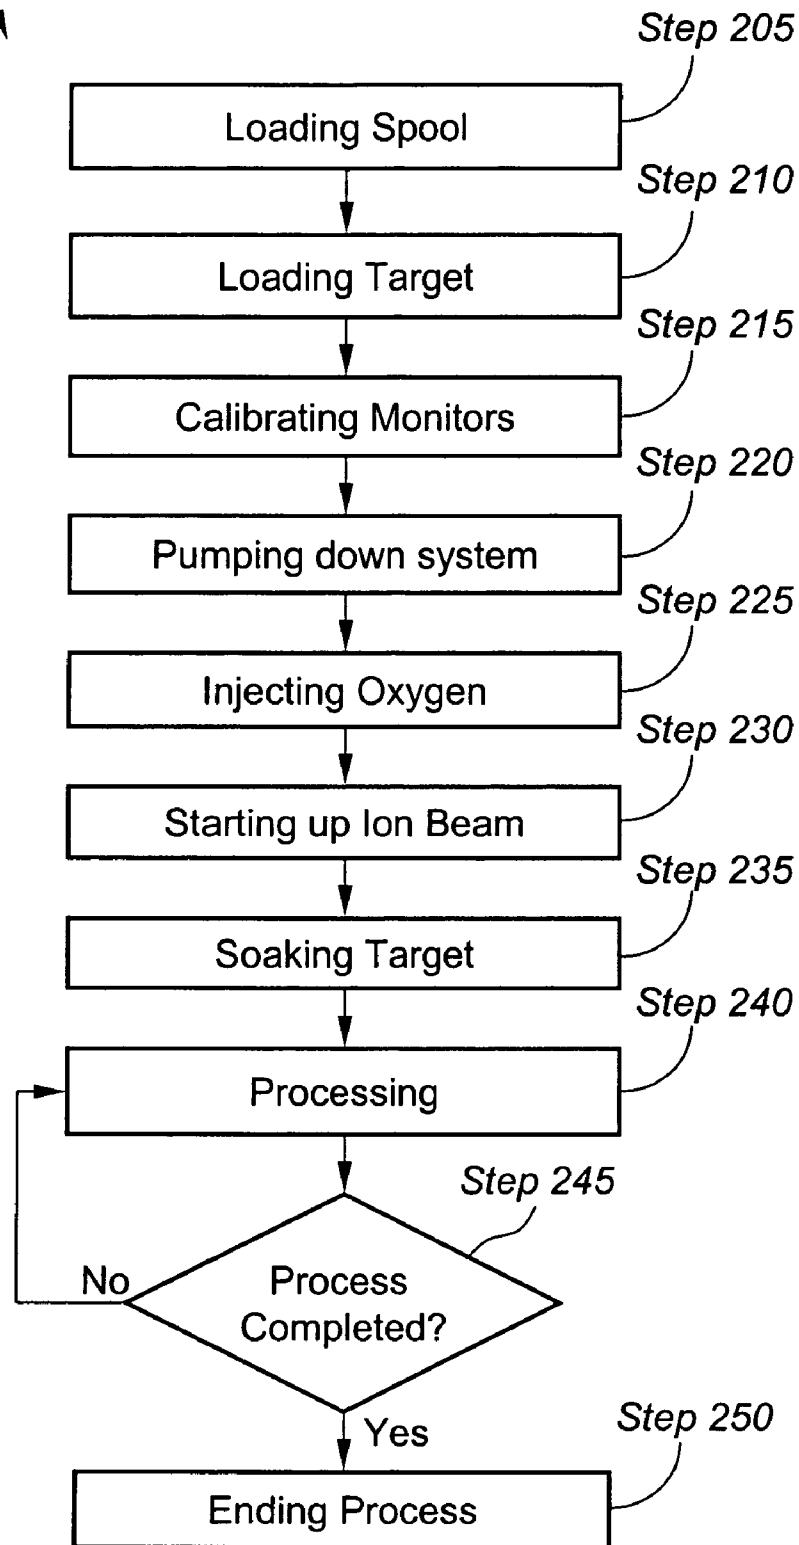 Step 205
Loading Spool
Step 210
Loading Target
Step 215
Calibrating Monitors
Step 220
Pumping down system
Step 225
Injecting Oxygen
Step 230
Starting up Ion Beam
Step 235
Soaking Target
Step 240
Processing
Step 245
No
Process
Completed?
Yes
Step 250
Ending Process